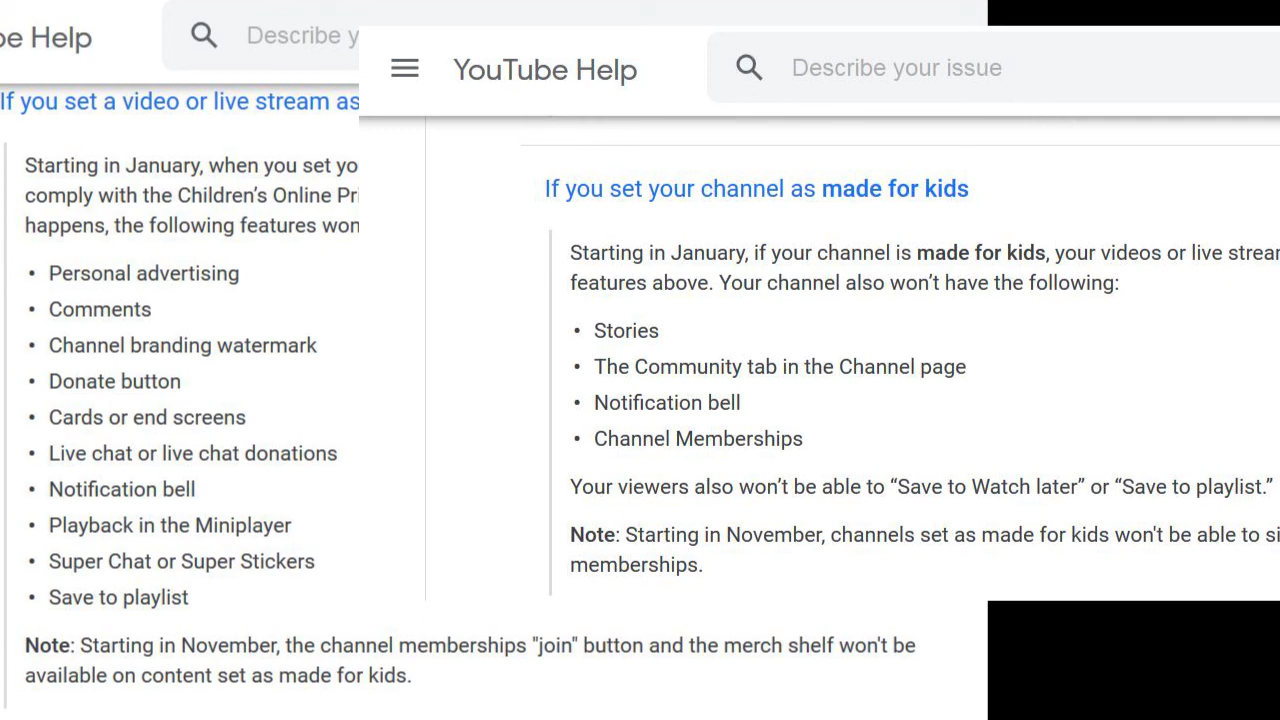 be Help
Describe y
If you set a video or live stream as
Starting in January, when you set yo
comply with the Children’s Online Pri
happens, the following features won
• Personal advertising
• Comments
• Channel branding watermark
• Donate button
• Cards or end screens
• Live chat or live chat donations
• Notification bell
• Playback in the Miniplayer
• Super Chat or Super Stickers
• Save to playlist
Note: Starting in November, the channel memberships "join" button and the merch shelf won't be
available on content set as made for kids.
YouTube Help
Describe your issue
If you set your channel as made for kids
Starting in January, if your channel is made for kids, your videos or live strear
features above. Your channel also won’t have the following:
• Stories
• The Community tab in the Channel page
• Notification bell
• Channel Memberships
Your viewers also won’t be able to “Save to Watch later” or “Save to playlist.”
Note: Starting in November, channels set as made for kids won't be able to si
memberships.